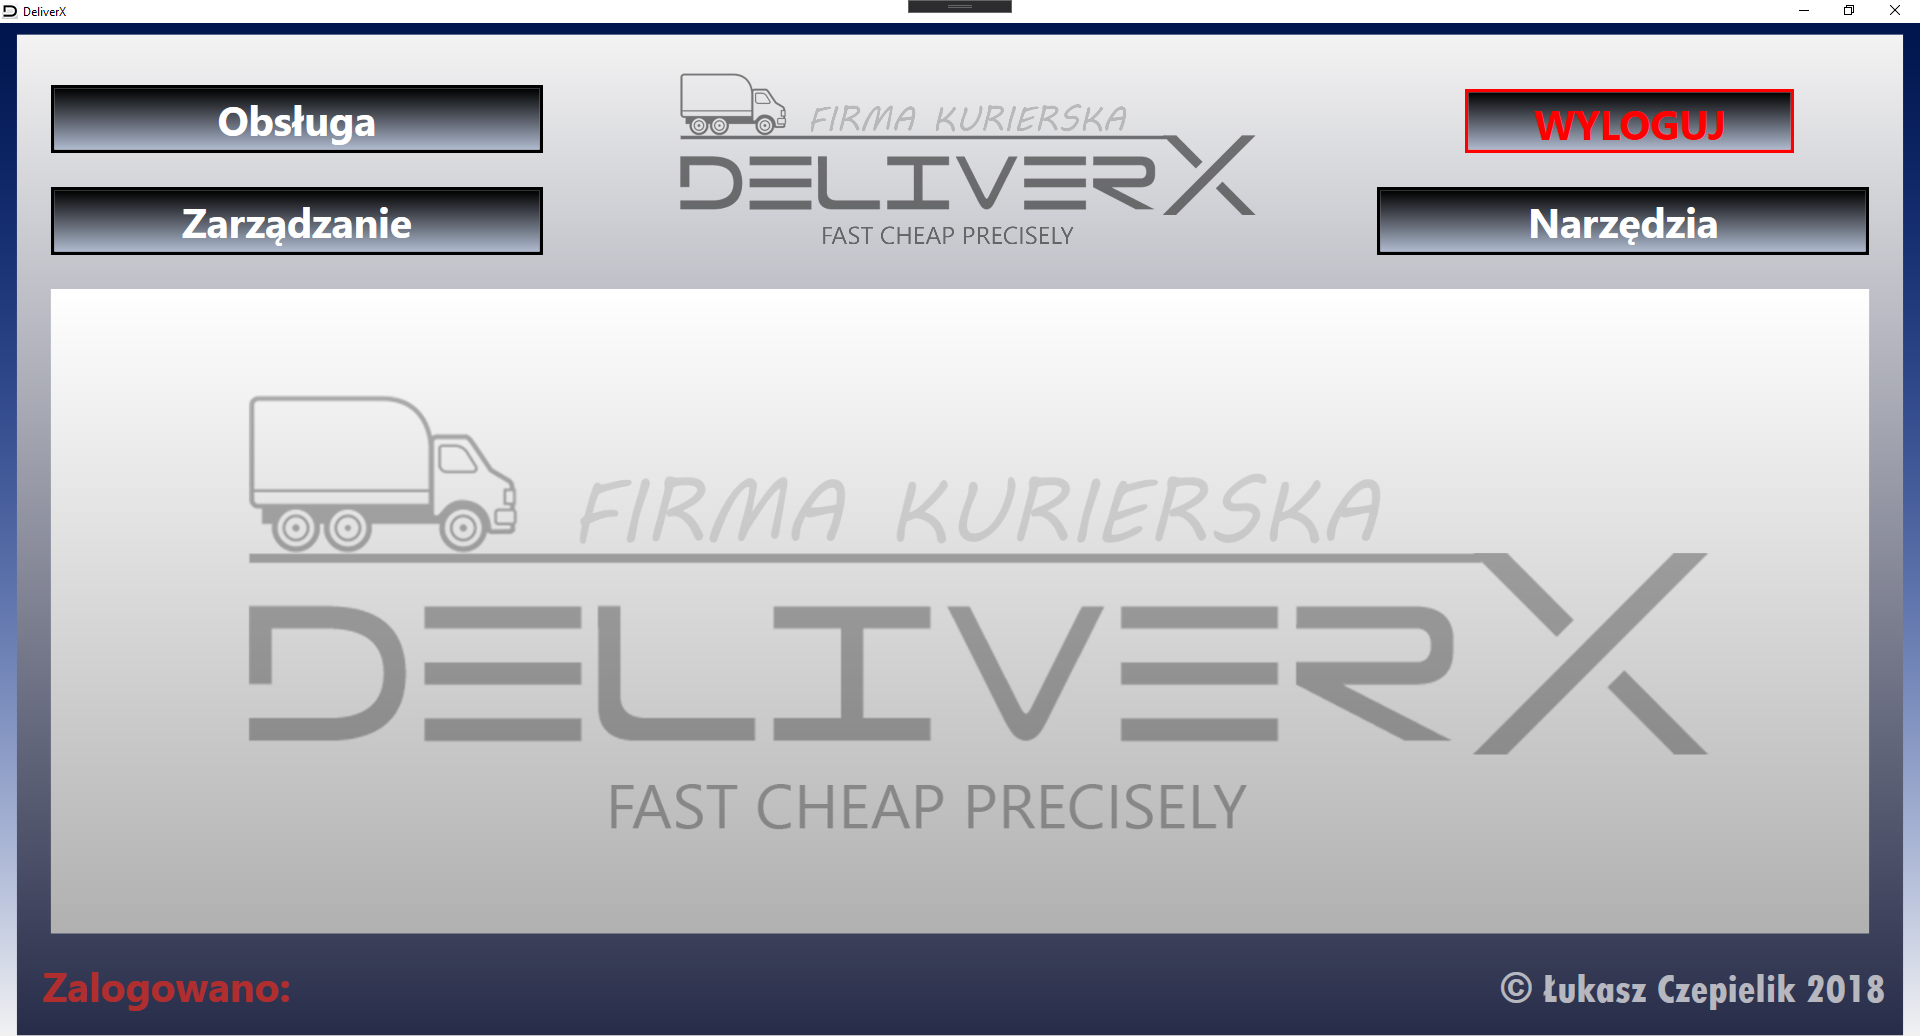 DeliverX
Obsługa
Zarządzanie
FIRMA KURIERSKA
DELIVERX
FAST CHEAP PRECISELY
WYLOGUJ
Narzędzia
FIRMA KURIERSKA
DELIVERX
FAST CHEAP PRECISELY
Zalogowano:
© Łukasz Czepielik 2018